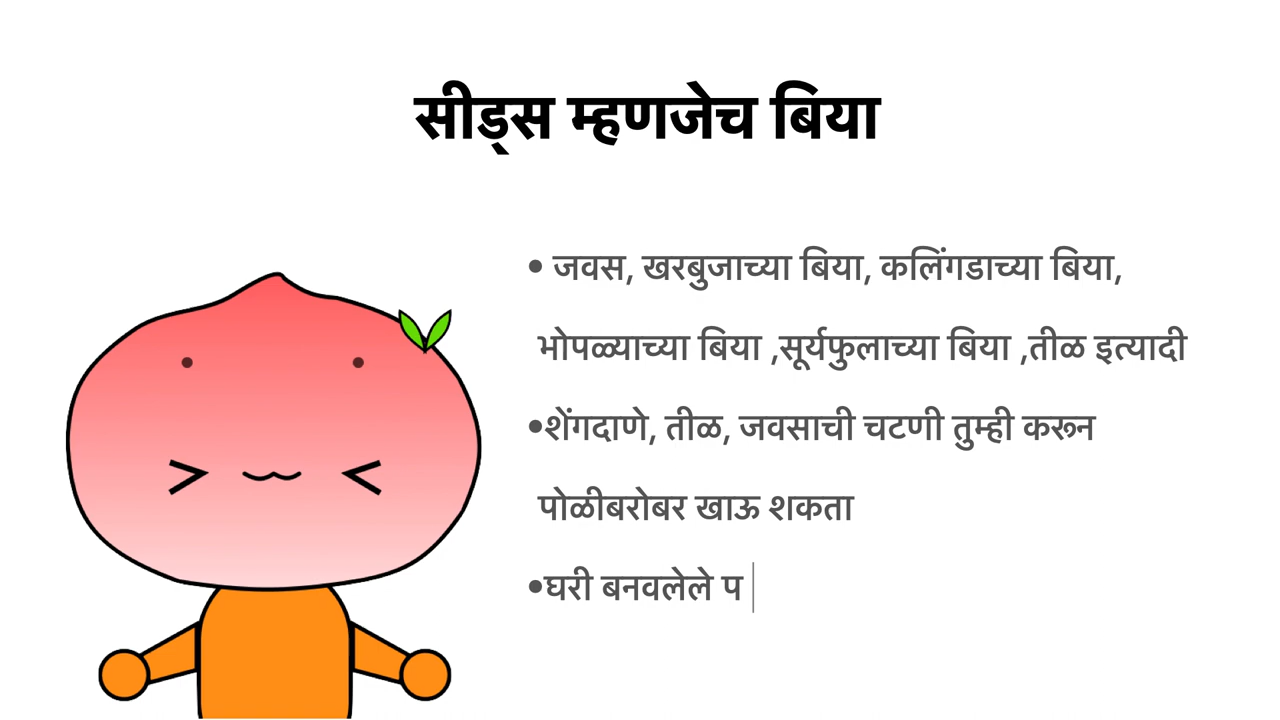 सीड्स म्हणजेच बिया
• जवस, खरबुजाच्या बिया, कलिंगडाच्या बिया,
भोपळ्याच्या बिया ,सूर्यफुलाच्या बिया ,तीळ इत्यादी
•शेंगदाणे, तीळ, जवसाची चटणी तुम्ही करून
पोळीबरोबर खाऊ शकता
•घरी बनवलेले प